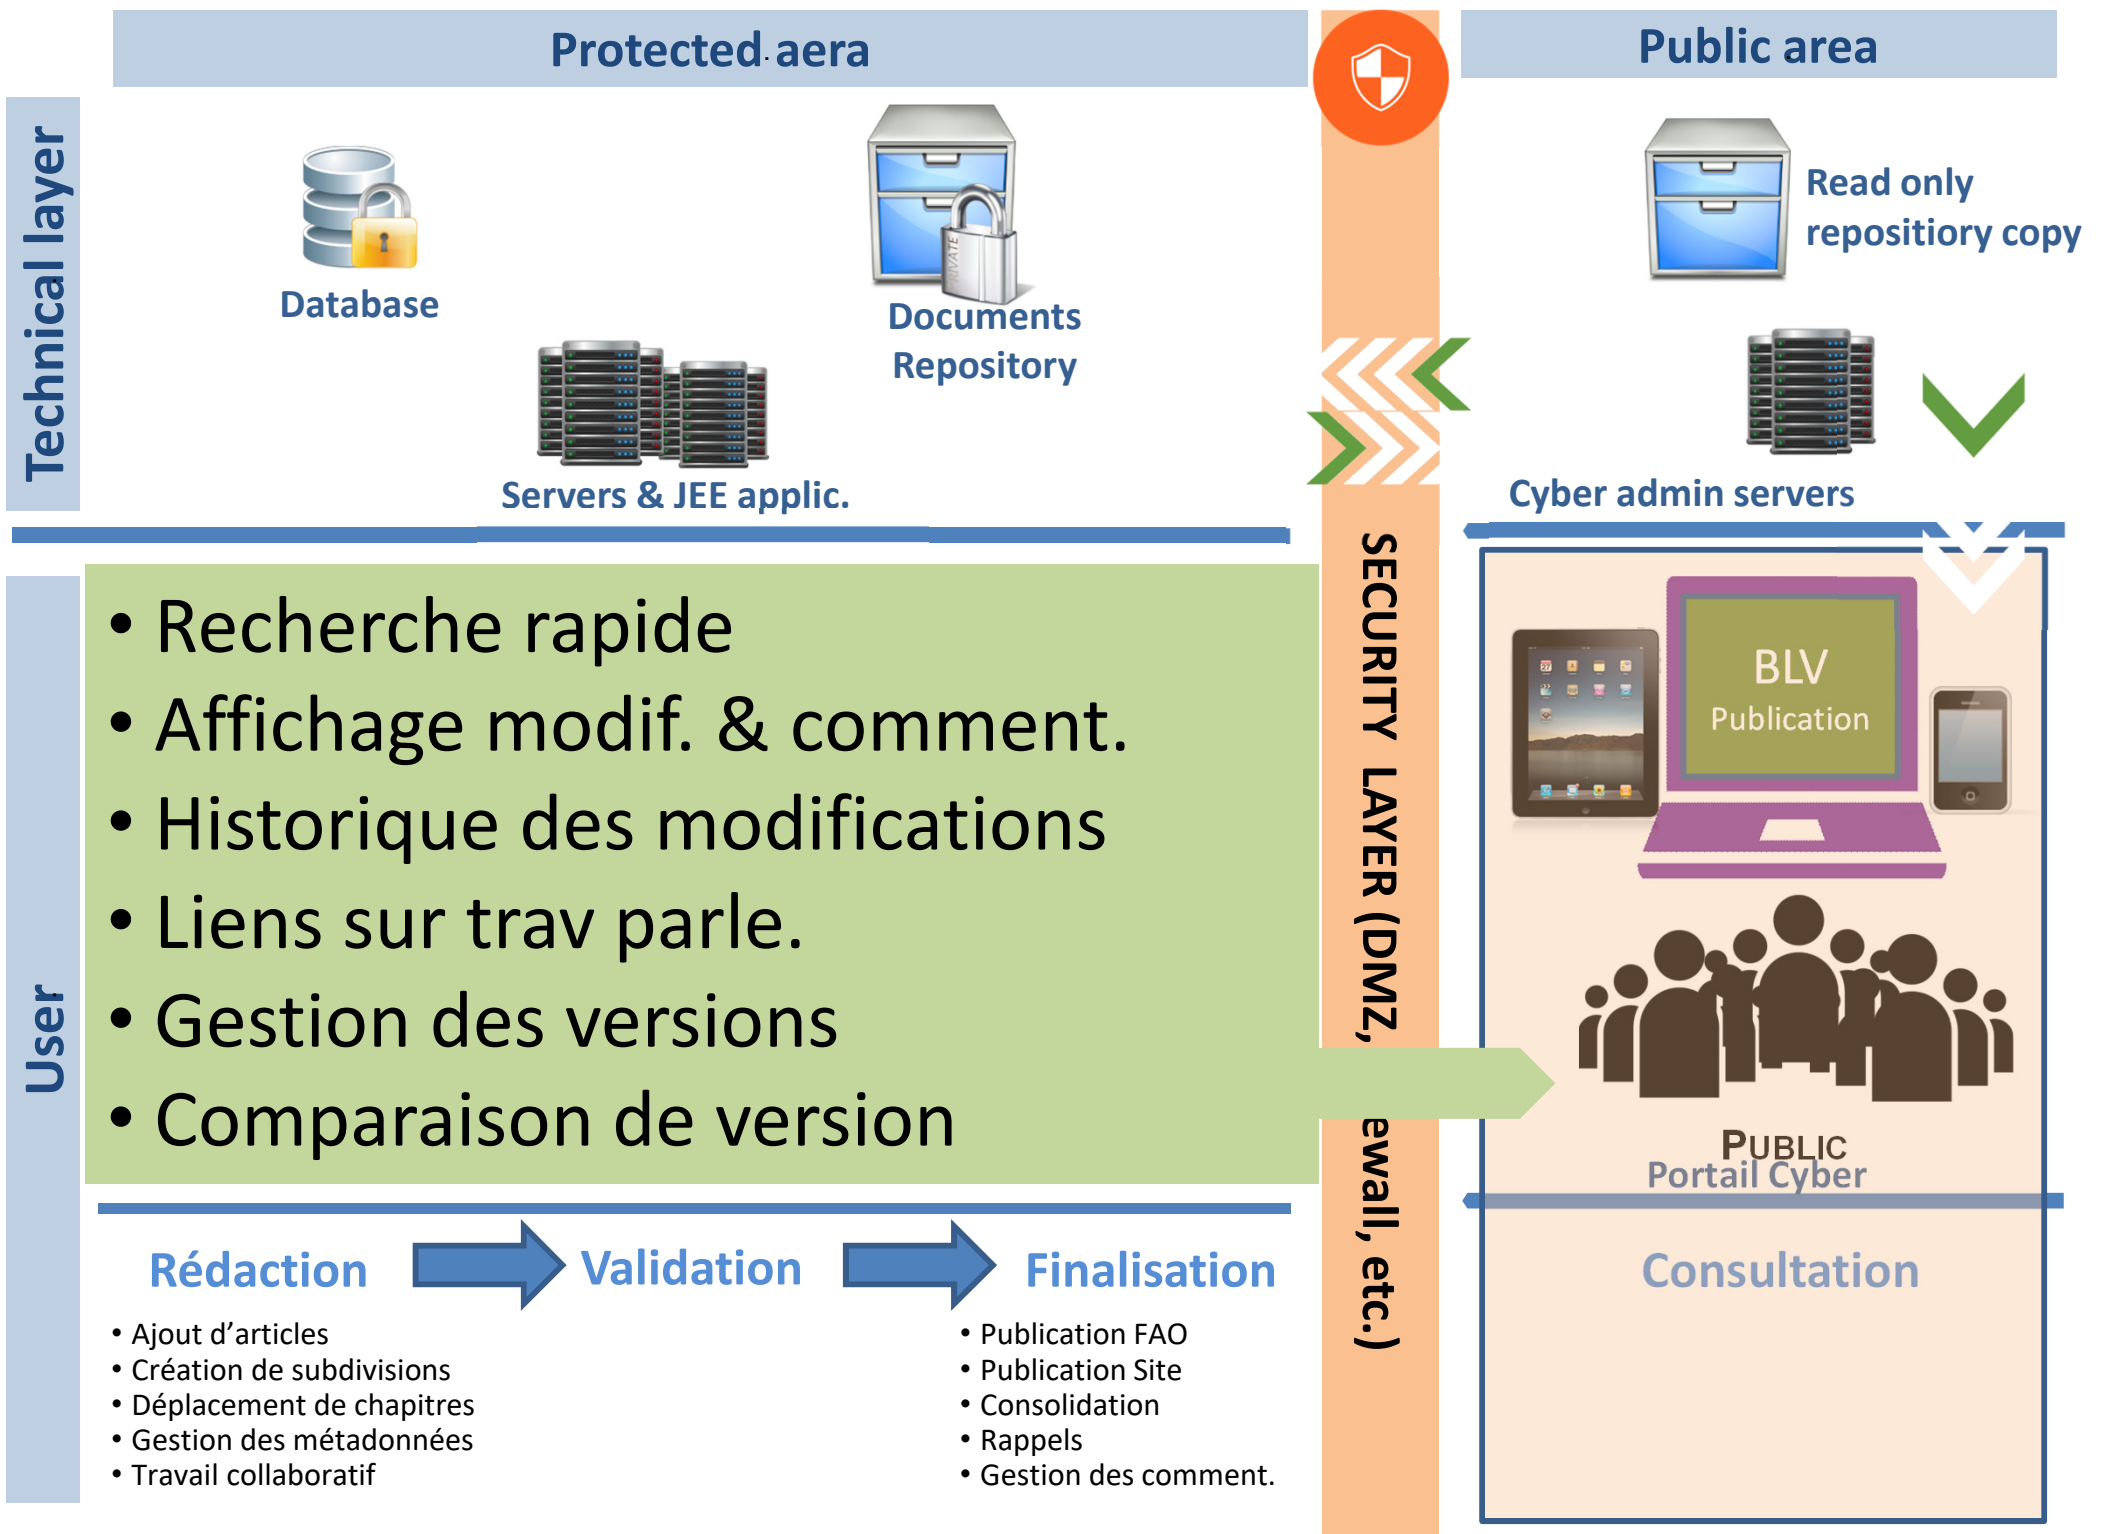 Protected aera
Public area
Technical layer
Database
PRIVATE
Documents
Repository
Servers & JEE applic.
Read only
repositiory copy
Cyber admin servers
SECURITY LAYER (DMZ, ewall, etc.)
User
• Recherche rapide
• Affichage modif. & comment.
• Historique des modifications
• Liens sur trav parle.
• Gestion des versions
• Comparaison de version
BLV
Publication
PUBLIC
Portail Cyber
Rédaction
Validation
Finalisation
Consultation
• Ajout d’articles
• Création de subdivisions
• Déplacement de chapitres
• Gestion des métadonnées
• Travail collaboratif
• Publication FAO
• Publication Site
• Consolidation
• Rappels
• Gestion des comment.